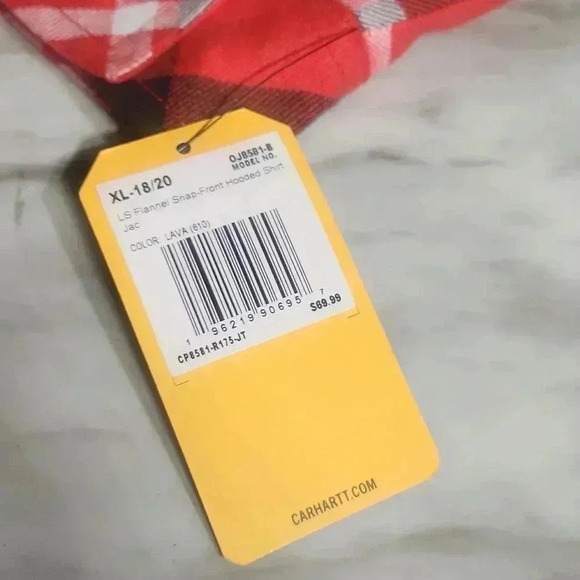 XL-18/20
OJ8581-B
MODEL NO.
LS Flannel Snap-Front Hooded Shirt
Jac
COLOR: LAVA (610)
1 96219 90695 7
$69.99
CP8581-R175-JT
CARHARTT.COM